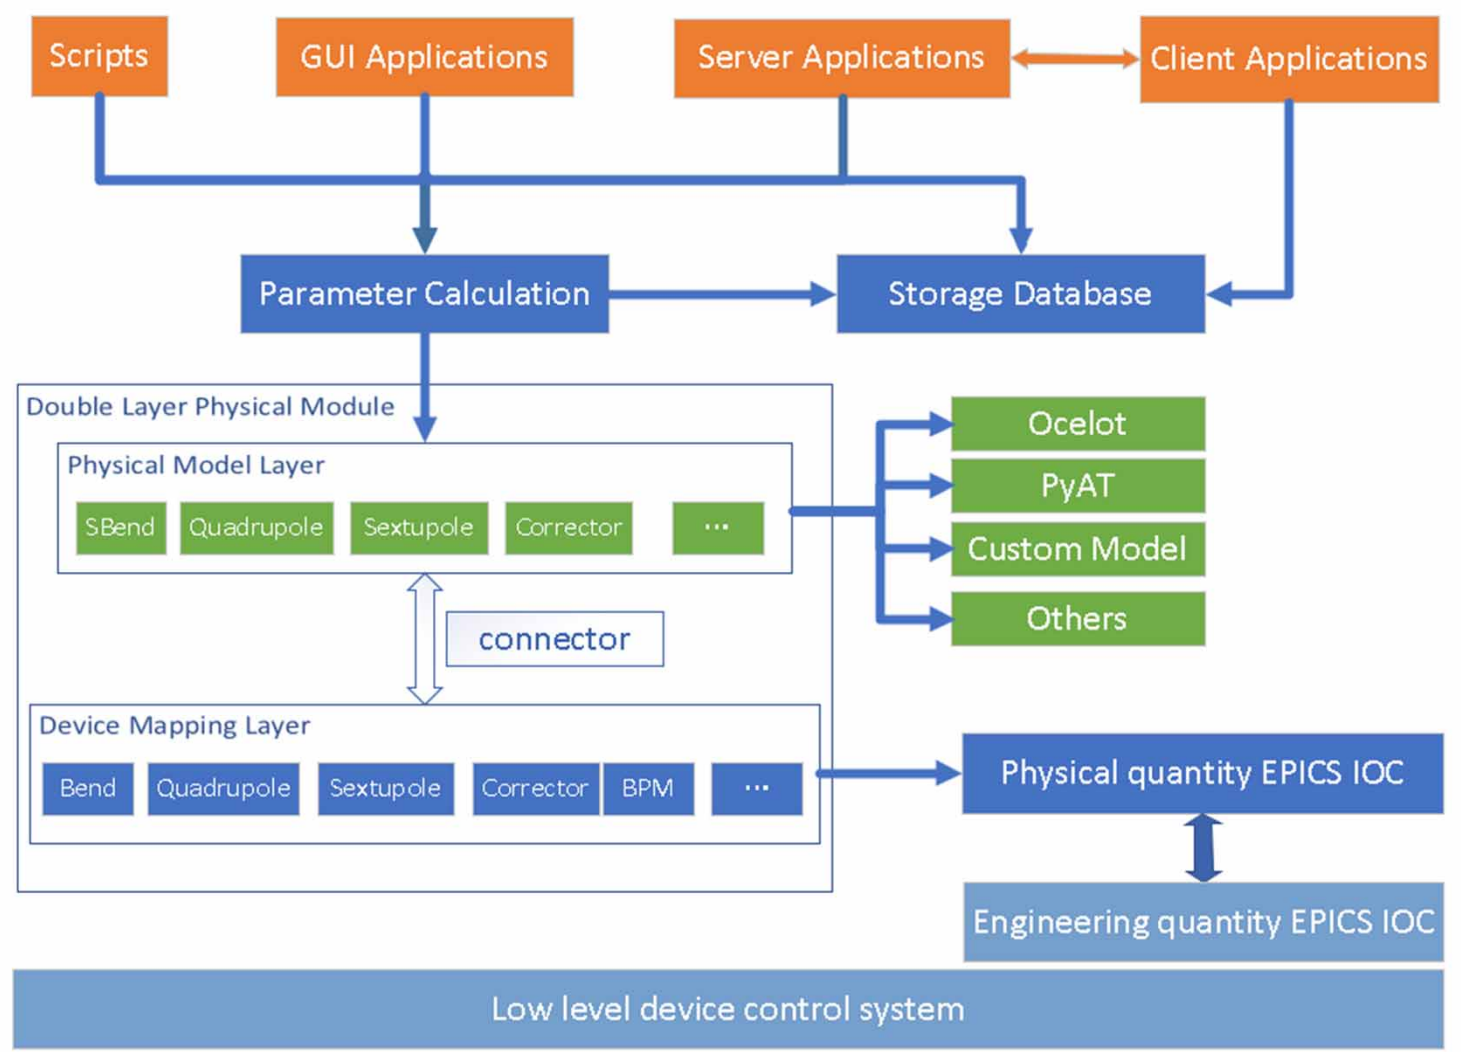 Scripts
GUI Applications
Server Applications
Client Applications
Parameter Calculation
Storage Database
Double Layer Physical Module
Physical Model Layer
SBend
Quadrupole
Sextupole
Corrector
...
Ocelot
PyAT
Custom Model
Others
connector
Device Mapping Layer
Bend
Quadrupole
Sextupole
Corrector
BPM
...
Physical quantity EPICS IOC
Engineering quantity EPICS IOC
Low level device control system